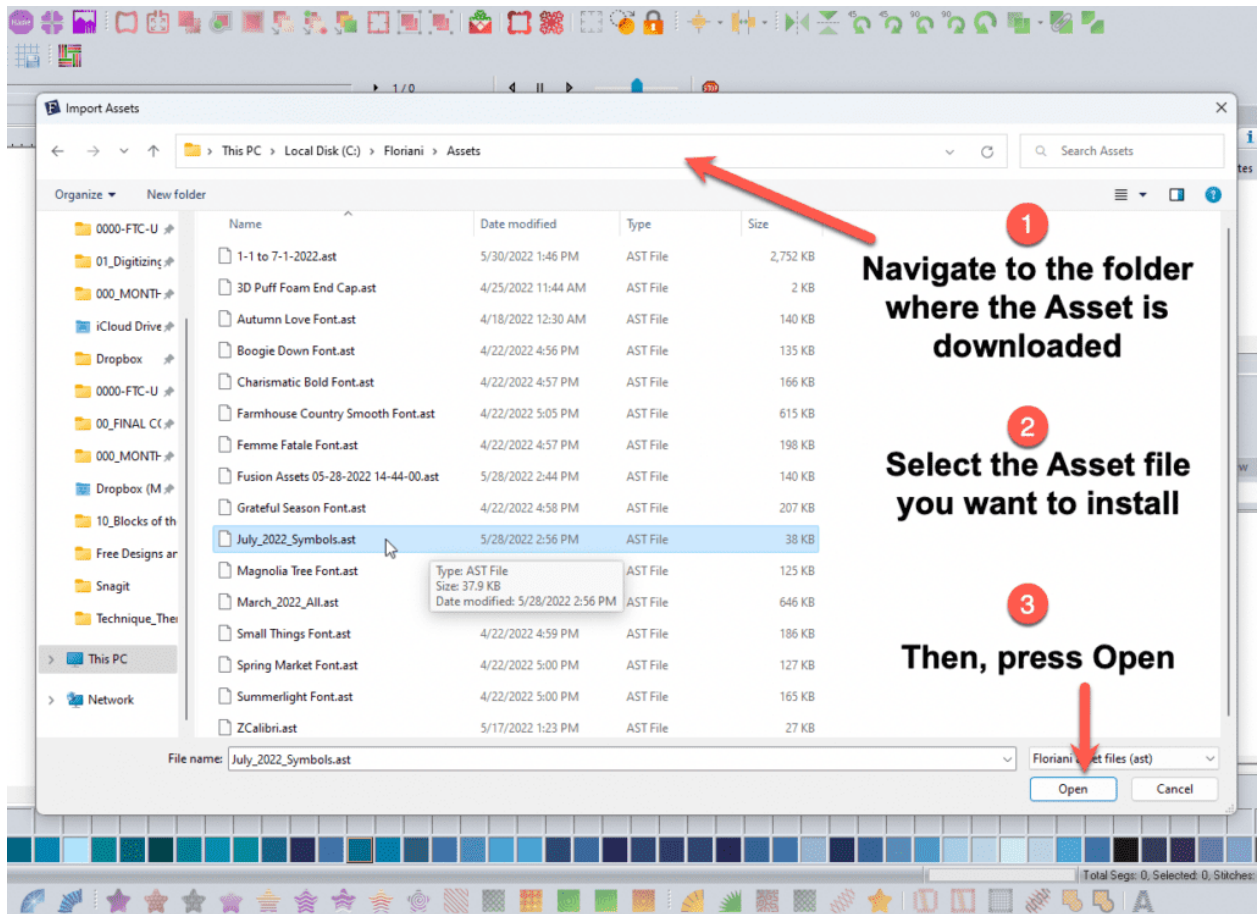 1 / 0
Import Assets
This PC > Local Disk (C:) > Floriani > Assets
Search Assets
Organize New folder
Name Date modified Type Size
0000-FTC-U
01_Digitizing
000_MONTH
iCloud Drive
Dropbox
0000-FTC-U
00_FINAL
000_MONTH
Dropbox (M
10_Blocks of th
Free Designs an
Snagit
Technique_The
This PC
Network
1-1 to 7-1-2022.ast 5/30/2022 1:46 PM AST File 2,752 KB
3D Puff Foam End Cap.ast 4/25/2022 11:44 AM AST File 2 KB
Autumn Love Font.ast 4/18/2022 12:30 AM AST File 140 KB
Boogie Down Font.ast 4/22/2022 4:56 PM AST File 135 KB
Charismatic Bold Font.ast 4/22/2022 4:57 PM AST File 166 KB
Farmhouse Country Smooth Font.ast 4/22/2022 5:05 PM AST File 615 KB
Femme Fatale Font.ast 4/22/2022 4:57 PM AST File 198 KB
Fusion Assets 05-28-2022 14-44-00.ast 5/28/2022 2:44 PM AST File 140 KB
Grateful Season Font.ast 4/22/2022 4:58 PM AST File 207 KB
July_2022_Symbols.ast 5/28/2022 2:56 PM AST File 38 KB
Magnolia Tree Font.ast AST File 125 KB
March_2022_All.ast AST File 646 KB
Type: AST File
Size: 37.9 KB
Date modified: 5/28/2022 2:56 PM
Small Things Font.ast 4/22/2022 4:59 PM AST File 186 KB
Spring Market Font.ast 4/22/2022 5:00 PM AST File 127 KB
Summerlight Font.ast 4/22/2022 5:00 PM AST File 165 KB
ZCalibri.ast 5/17/2022 1:23 PM AST File 27 KB
1
Navigate to the folder
where the Asset is
downloaded
2
Select the Asset file
you want to install
3
Then, press Open
File name: July_2022_Symbols.ast
Floriani files (ast)
Open Cancel
Total Segs: 0, Selected: 0, Stitches: